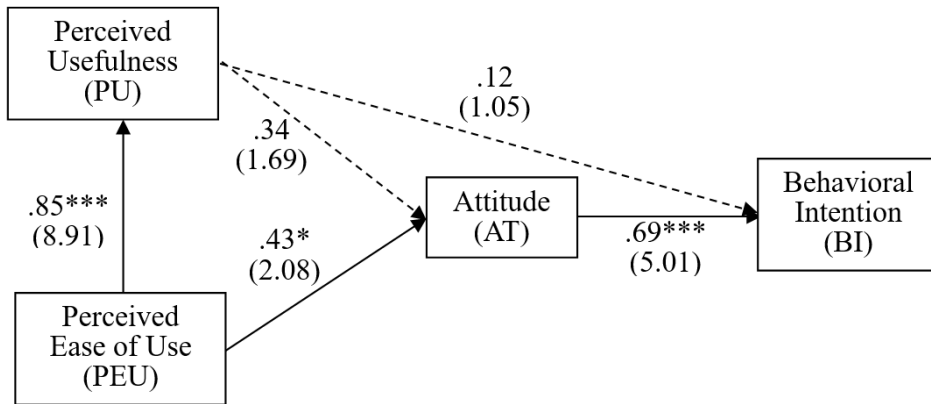 Perceived
Usefulness
(PU)
.12
(1.05)
.34
(1.69)
.85***
(8.91)
Attitude
(AT)
Behavioral
Intention
(BI)
.43*
(2.08)
.69***
(5.01)
Perceived
Ease of Use
(PEU)